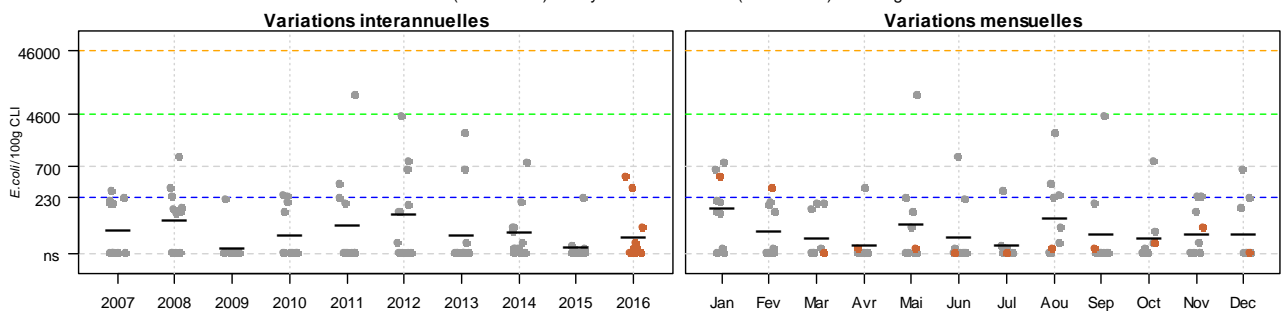 Variations interannuelles
Variations mensuelles
E.coli/100g CLI
46000
4600
700
230
ns
2007 2008 2009 2010 2011 2012 2013 2014 2015 2016
Jan Fev Mar Avr Mai Jun Jul Aou Sep Oct Nov Dec